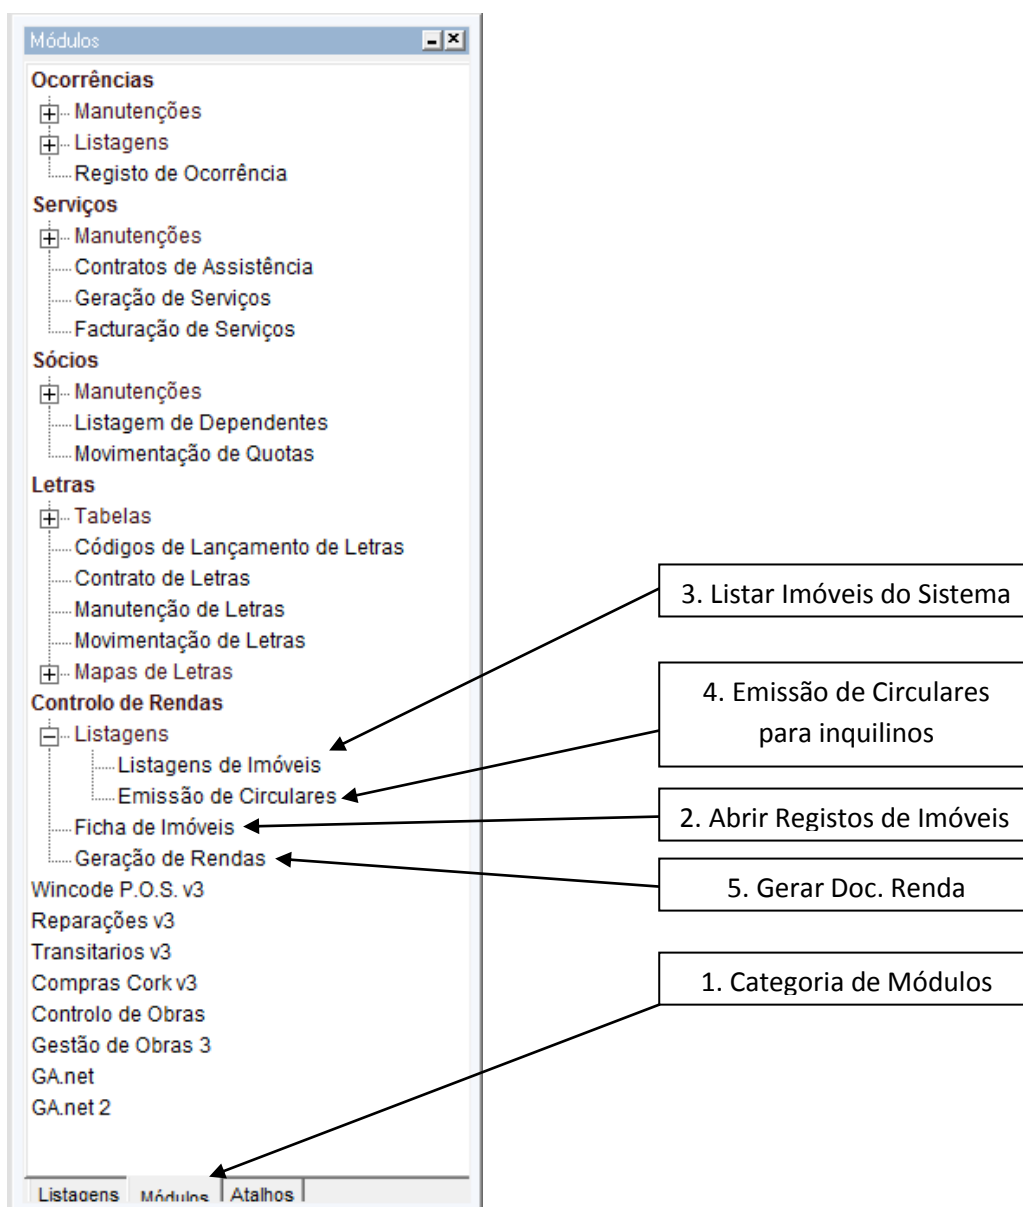 Módulos
Ocorrências
Manutenções
Listagens
Registo de Ocorrência
Serviços
Manutenções
Contratos de Assistência
Geração de Serviços
Facturação de Serviços
Sócios
Manutenções
Listagem de Dependentes
Movimentação de Quotas
Letras
Tabelas
Códigos de Lançamento de Letras
Contrato de Letras
Manutenção de Letras
Movimentação de Letras
Mapas de Letras
Controlo de Rendas
Listagens
Listagens de Imóveis
Emissão de Circulares
Ficha de Imóveis
Geração de Rendas
Wincode P.O.S. v3
Reparações v3
Transitarios v3
Compras Cork v3
Controlo de Obras
Gestão de Obras 3
GA.net
GA.net 2
Listagens Módulos Atalhos
3. Listar Imóveis do Sistema
4. Emissão de Circulares
para inquilinos
2. Abrir Registos de Imóveis
5. Gerar Doc. Renda
1. Categoria de Módulos